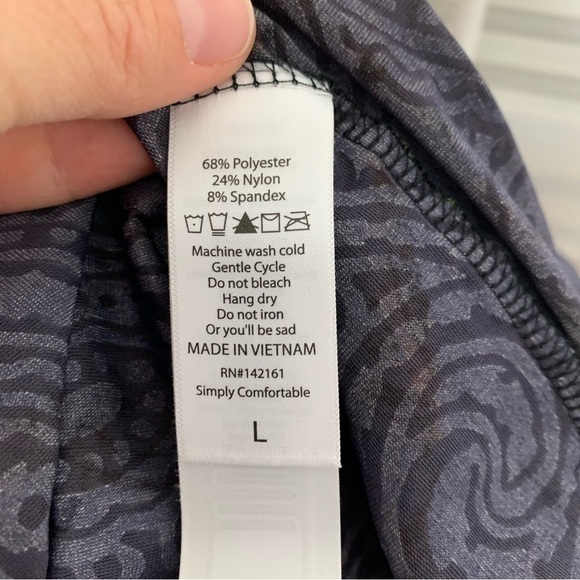 68% Polyester
24% Nylon
8% Spandex
Machine wash cold
Gentle Cycle
Do not bleach
Hang dry
Do not iron
Or you'll be sad
MADE IN VIETNAM
RN#142161
Simply Comfortable
L